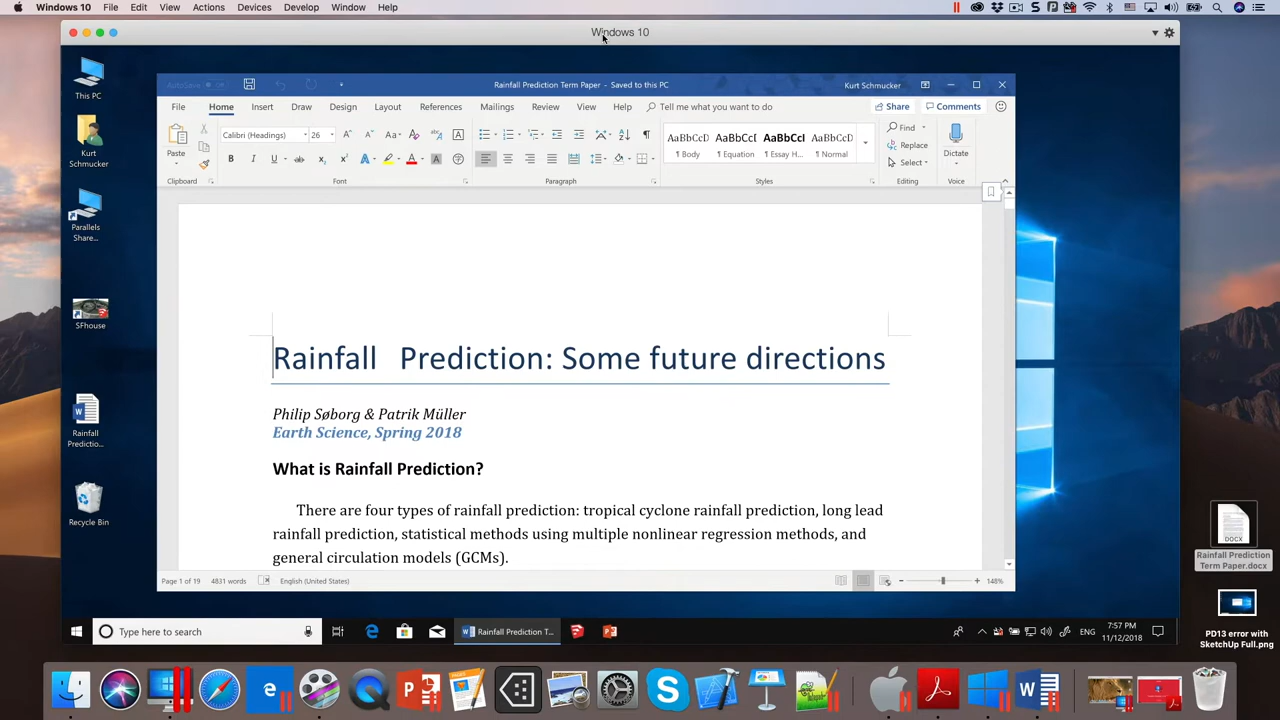 Windows 10 File Edit View Actions Devices Develop Window Help
Windows 10
This PC
Kurt
Schmucker
Parallels
Share...
SFhouse
Rainfall
Predictio...
Recycle Bin
AutoSave Off
Rainfall Prediction Term Paper - Saved to this PC
Kurt Schmucker
File Home Insert Draw Design Layout References Mailings Review View Help Tell me what you want to do Share Comments
Paste
Clipboard
Calibri (Headings) 26
Font
Paragraph
AaBbCcD AaBbCcD AaBbCcI AaBbCcD
¶ Body ¶ Equation ¶ Essay H... ¶ Normal
Styles
Find
Replace
Select
Editing
Dictate
Voice
Rainfall Prediction: Some future directions
Philip Søborg & Patrik Müller
Earth Science, Spring 2018
What is Rainfall Prediction?
There are four types of rainfall prediction: tropical cyclone rainfall prediction, long lead
rainfall prediction, statistical methods using multiple nonlinear regression methods, and
general circulation models (GCMs).
Page 1 of 19 4831 words English (United States) 148%
Type here to search
Rainfall Prediction T...
ENG
7:57 PM
11/12/2018
DOCX
Rainfall Prediction
Term Paper.docx
PD13 error with
SketchUp Full.png